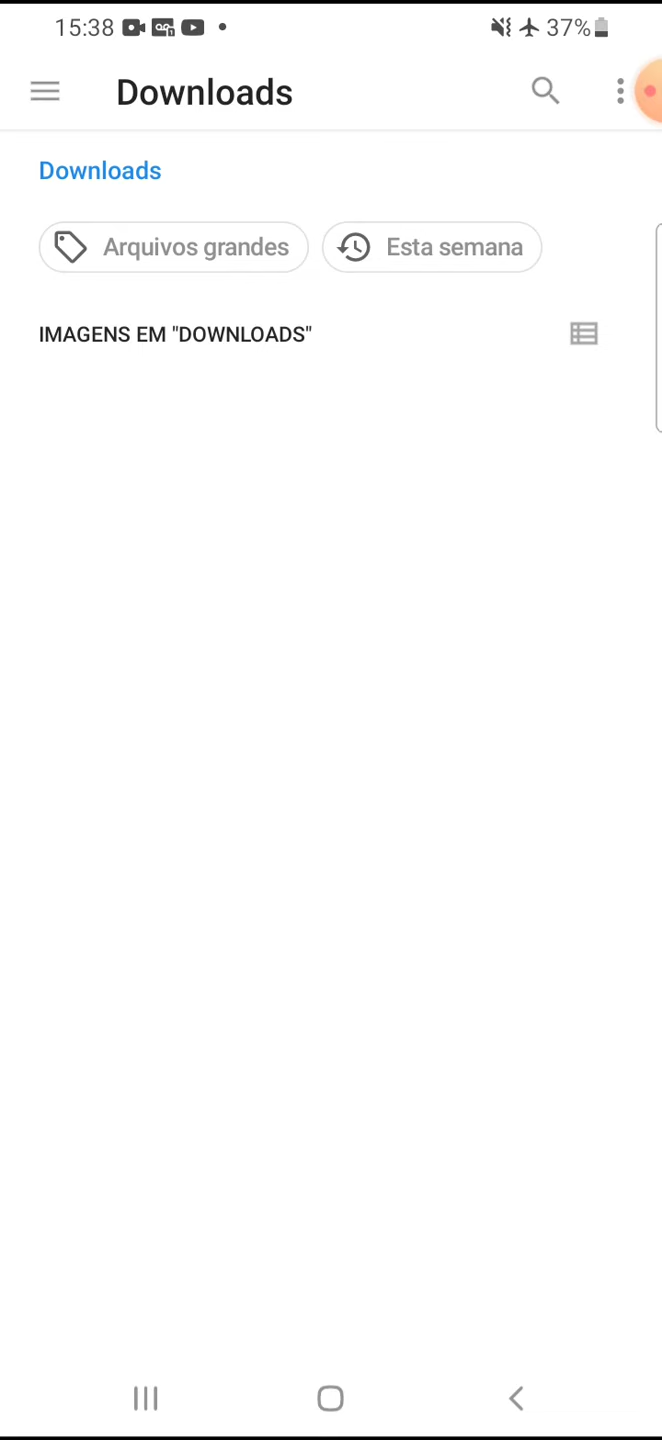 15:38
37%
Downloads
Downloads
Arquivos grandes
Esta semana
IMAGENS EM "DOWNLOADS"